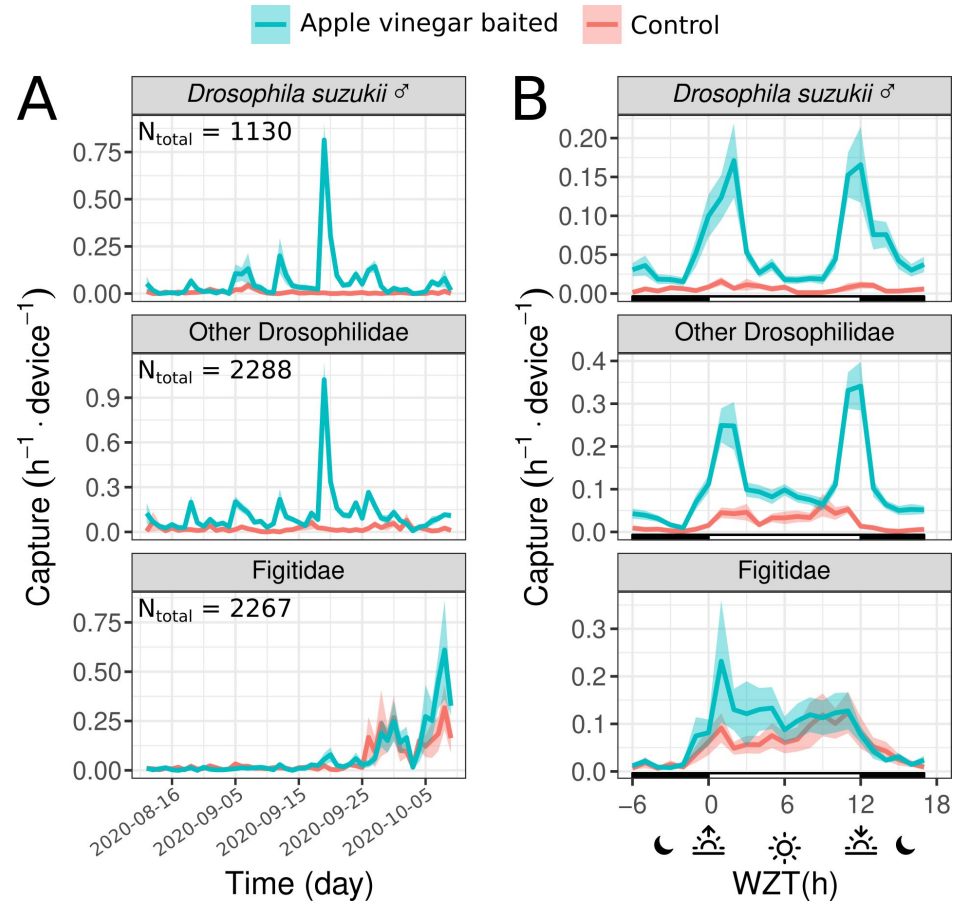 Apple vinegar baited Control
A
Drosophila suzukii ♂
N_total = 1130
0.75
0.50
0.25
0.00
Other Drosophilidae
N_total = 2288
0.9
0.6
0.3
0.0
Figitidae
N_total = 2267
0.75
0.50
0.25
0.00
Capture (h⁻¹ · device⁻¹)
2020-08-16 2020-09-05 2020-09-15 2020-09-25 2020-10-05
Time (day)
B
Drosophila suzukii ♂
0.20
0.15
0.10
0.05
0.00
Other Drosophilidae
0.4
0.3
0.2
0.1
0.0
Figitidae
0.3
0.2
0.1
0.0
Capture (h⁻¹ · device⁻¹)
−6 0 6 12 18
WZT(h)